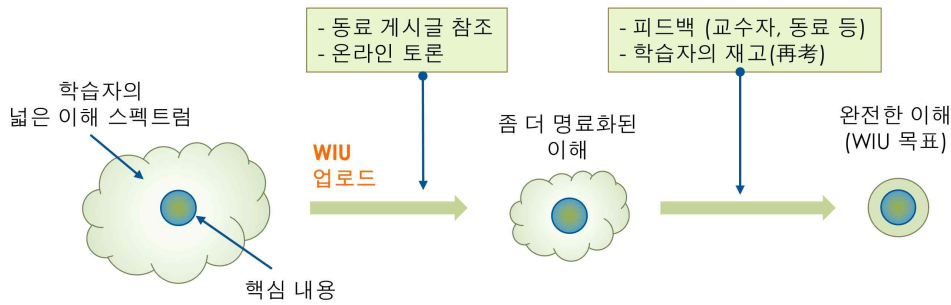 - 동료 게시글 참조
- 온라인 토론
- 피드백 (교수자, 동료 등)
- 학습자의 재고(再考)
학습자의
넓은 이해 스펙트럼
WIU
업로드
좀 더 명료화된
이해
완전한 이해
(WIU 목표)
핵심 내용